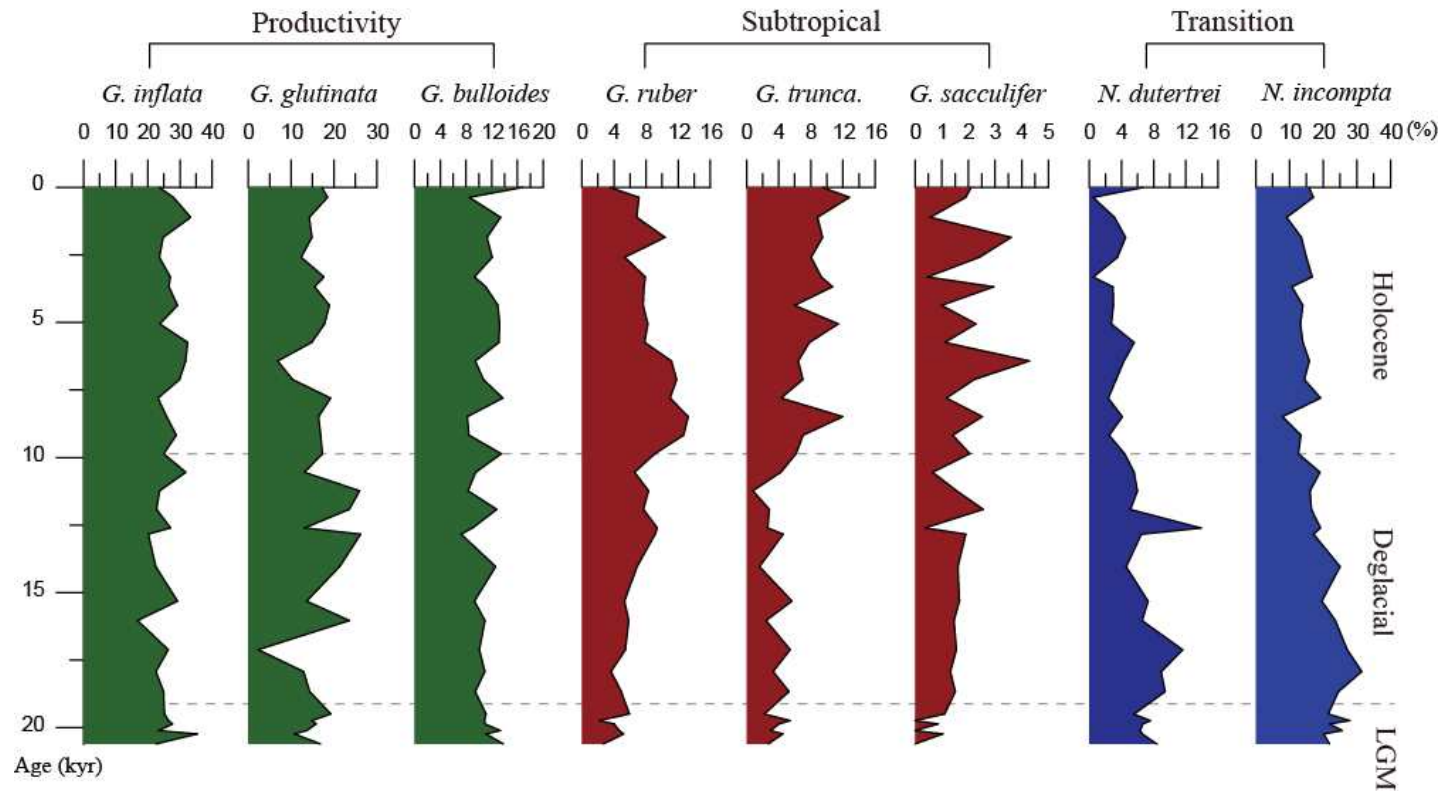 Productivity Subtropical Transition
G. inflata G. glutinata G. bulloides G. ruber G. trunca. G. sacculifer N. dutertrei N. incompta
0 10 20 30 40 0 10 20 30 0 4 8 12 16 20 0 4 8 12 16 0 4 8 12 16 0 1 2 3 4 5 0 4 8 12 16 0 10 20 30 40 (%)
0
5
10
15
20
Age (kyr)
Holocene
Deglacial
LGM